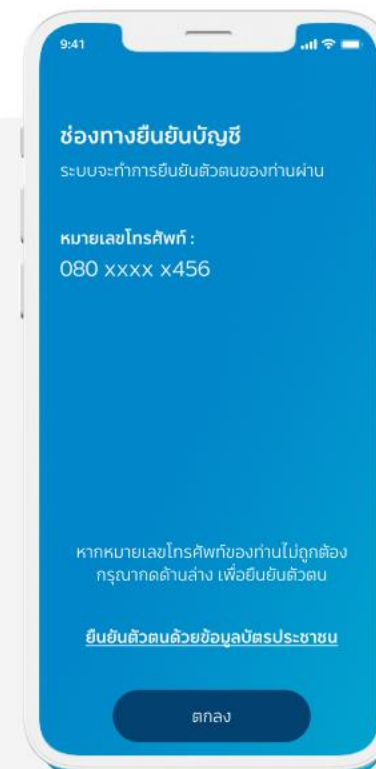 9:41
ช่องทางยืนยันบัญชี
ระบบจะทำการยืนยันตัวตนของท่านผ่าน
หมายเลขโทรศัพท์ :
080 xxxx x456
หากหมายเลขโทรศัพท์ของท่านไม่ถูกต้อง
กรุณากดด้านล่าง เพื่อยืนยันตัวตน
ยืนยันตัวตนด้วยข้อมูลบัตรประชาชน
ตกลง